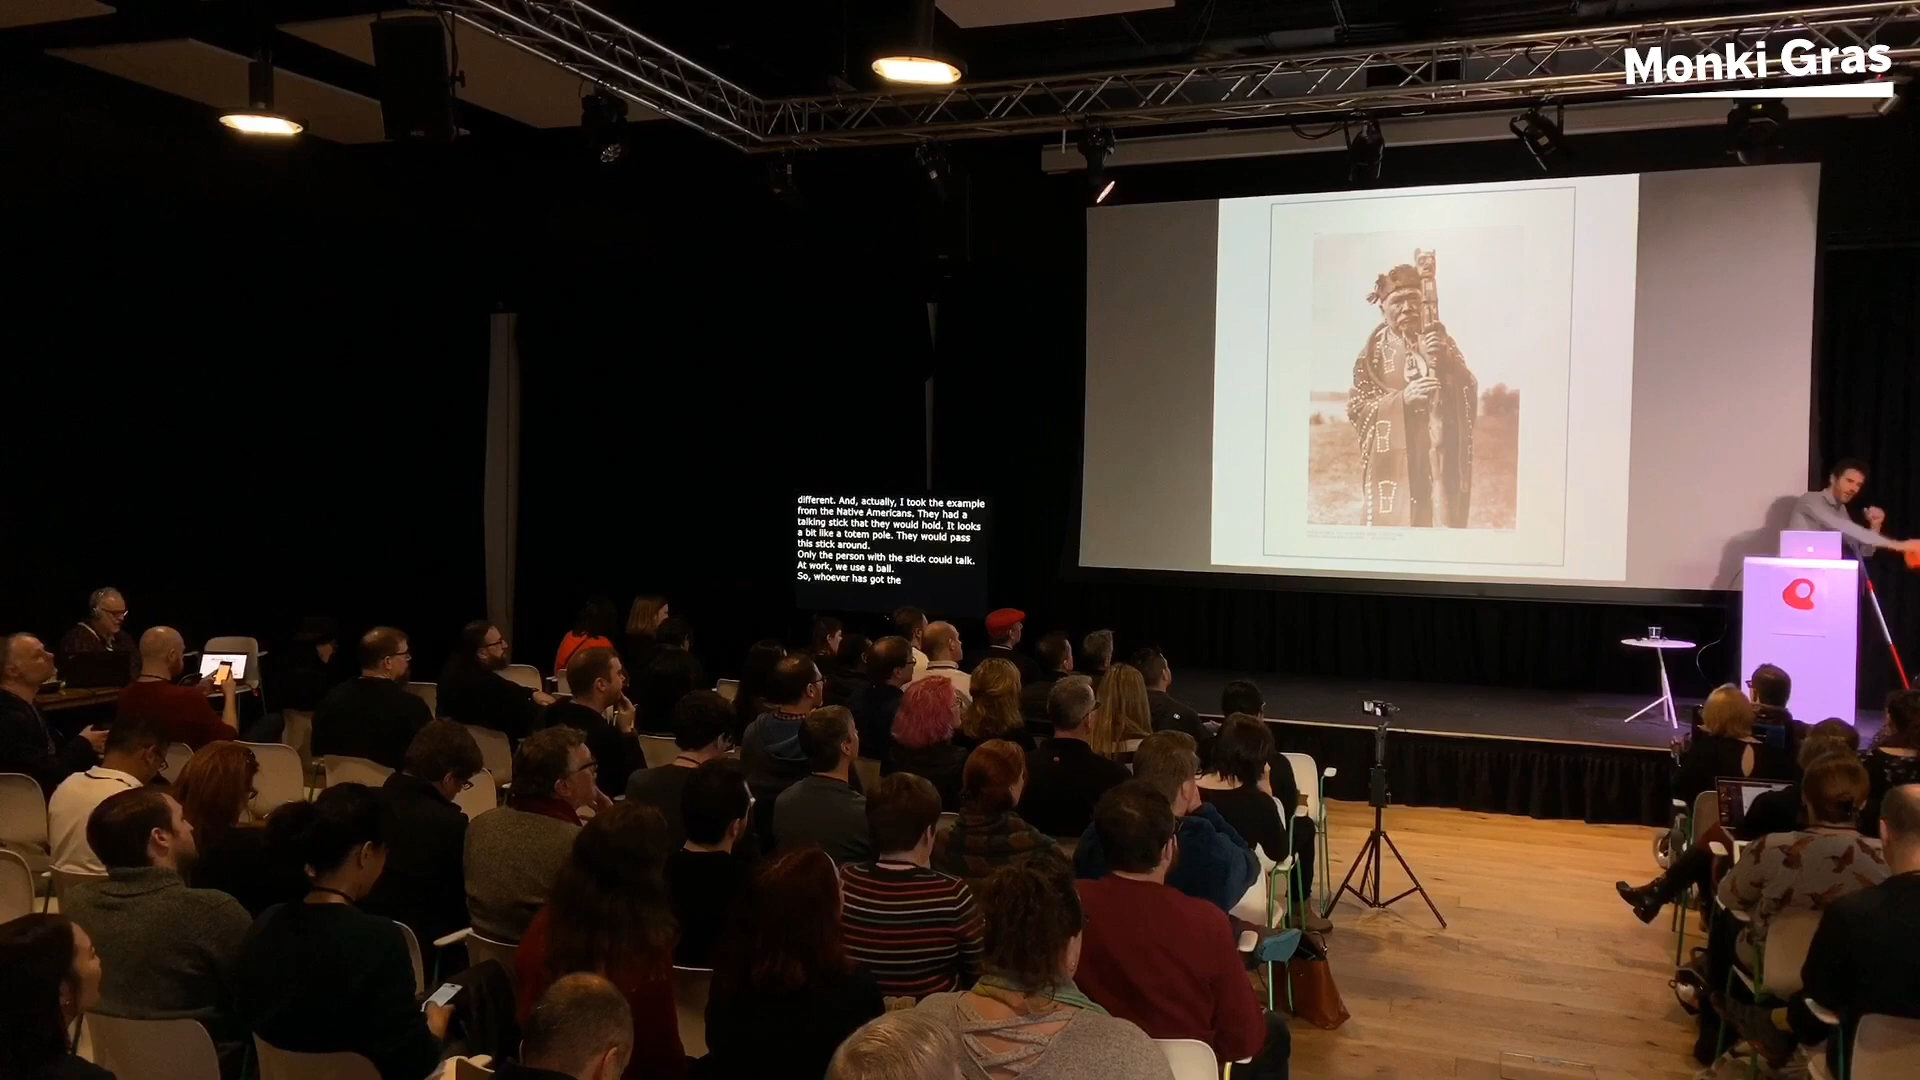 Monki Gras
different. And, actually, I took the example
from the Native Americans. They had a
talking stick that they would hold. It looks
a bit like a totem pole. They would pass
this stick around.
Only the person with the stick could talk.
At work, we use a ball.
So, whoever has got the